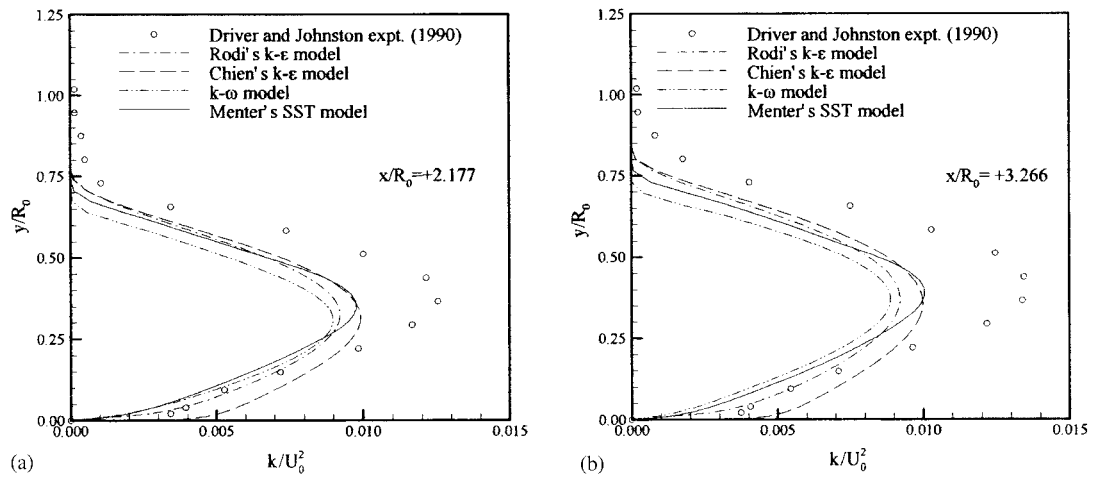 1.25
Driver and Johnston expt. (1990)
Rodi's k-ε model
Chien's k-ε model
k-ω model
Menter's SST model
1.00
0.75
x/R0=+2.177
y/R0
0.50
0.25
0.00
0.000
0.005
0.010
0.015
(a)
k/U0²
1.25
Driver and Johnston expt. (1990)
Rodi's k-ε model
Chien's k-ε model
k-ω model
Menter's SST model
1.00
0.75
x/R0= +3.266
y/R0
0.50
0.25
0.00
0.000
0.005
0.010
0.015
(b)
k/U0²